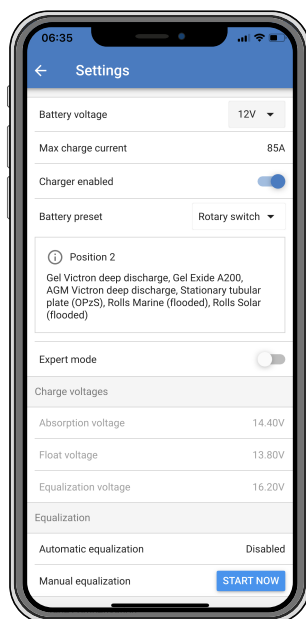 06:35
Settings
Battery voltage 12V
Max charge current 85A
Charger enabled
Battery preset Rotary switch
Position 2
Gel Victron deep discharge, Gel Exide A200,
AGM Victron deep discharge, Stationary tubular
plate (OPzS), Rolls Marine (flooded), Rolls Solar
(flooded)
Expert mode
Charge voltages
Absorption voltage 14.40V
Float voltage 13.80V
Equalization voltage 16.20V
Equalization
Automatic equalization Disabled
Manual equalization START NOW